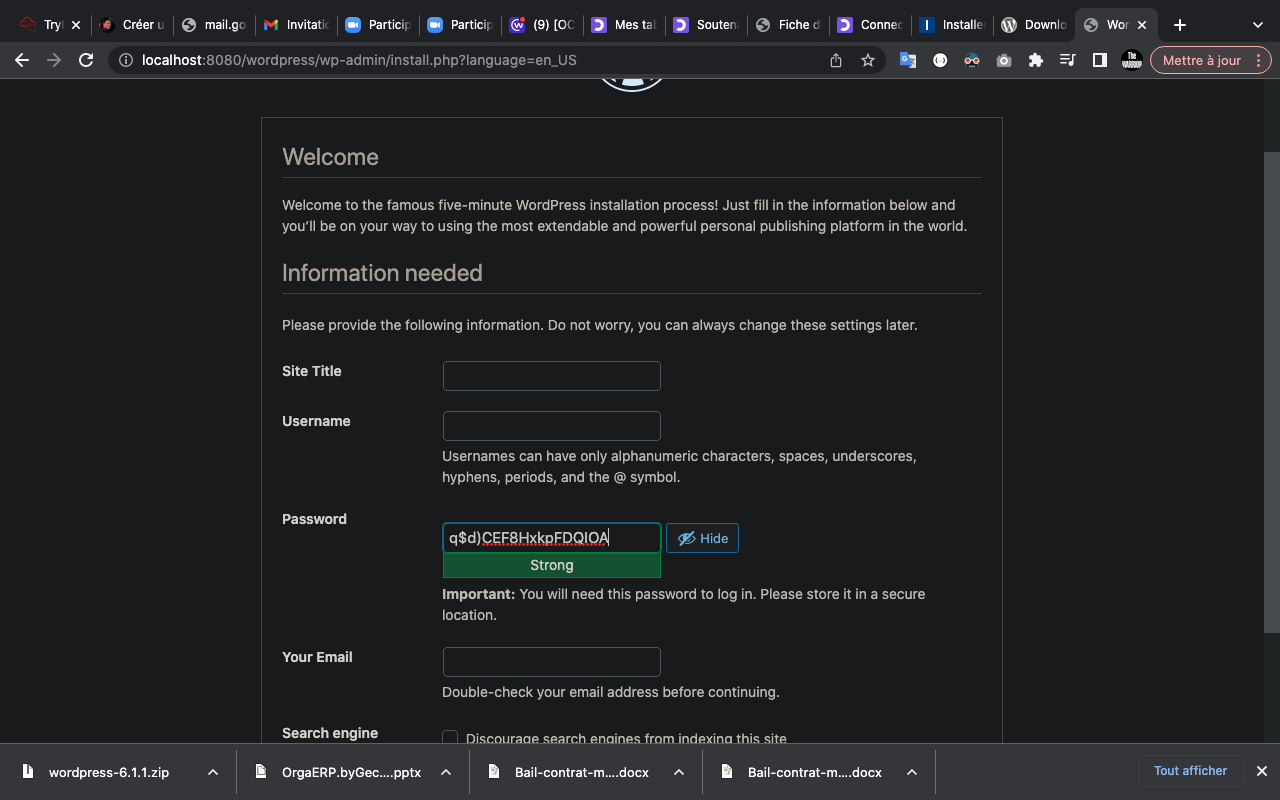 Tryl
Créer u
mail.go
Invitatic
Particip
Particip
(9) [OC
Mes tab
Souten
Fiche d
Connec
Installe
Downlo
Wor
localhost:8080/wordpress/wp-admin/install.php?language=en_US
Mettre à jour
Welcome
Welcome to the famous five-minute WordPress installation process! Just fill in the information below and
you'll be on your way to using the most extendable and powerful personal publishing platform in the world.
Information needed
Please provide the following information. Do not worry, you can always change these settings later.
Site Title
Username
Usernames can have only alphanumeric characters, spaces, underscores,
hyphens, periods, and the @ symbol.
Password
q$d)CEF8HxkpFDQIOA
Hide
Strong
Important: You will need this password to log in. Please store it in a secure
location.
Your Email
Double-check your email address before continuing.
Search engine
Discourage search engines from indexing this site
wordpress-6.1.1.zip
OrgaERP.byGec....pptx
Bail-contrat-m....docx
Bail-contrat-m....docx
Tout afficher